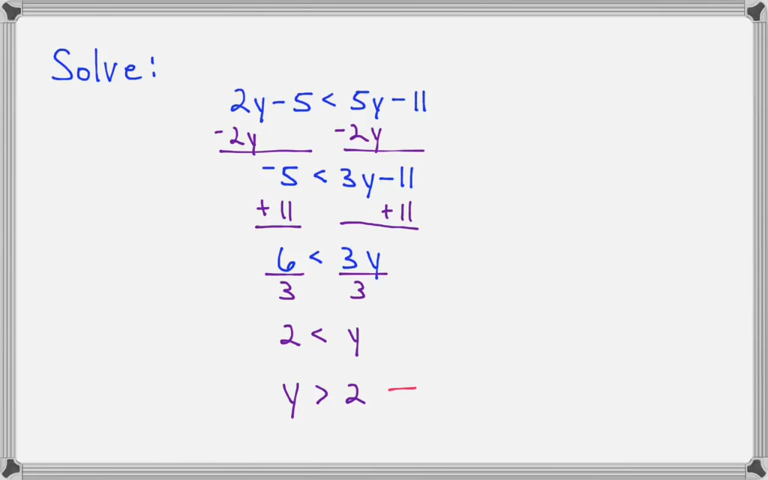 Solve:
2y - 5 < 5y - 11
-2y -2y
-5 < 3y - 11
+ 11 + 11
6 < 3y
3 3
2 < y
y > 2